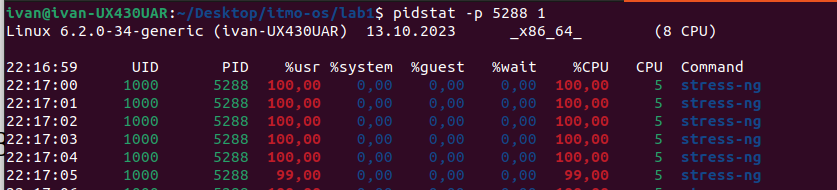 ivan@ivan-UX430UAR:~/Desktop/itmo-os/lab1$ pidstat -p 5288 1
Linux 6.2.0-34-generic (ivan-UX430UAR) 13.10.2023 _x86_64_ (8 CPU)
22:16:59 UID PID %usr %system %guest %wait %CPU CPU Command
22:17:00 1000 5288 100,00 0,00 0,00 0,00 100,00 5 stress-ng
22:17:01 1000 5288 100,00 0,00 0,00 0,00 100,00 5 stress-ng
22:17:02 1000 5288 100,00 0,00 0,00 0,00 100,00 5 stress-ng
22:17:03 1000 5288 100,00 0,00 0,00 0,00 100,00 5 stress-ng
22:17:04 1000 5288 100,00 0,00 0,00 0,00 100,00 5 stress-ng
22:17:05 1000 5288 99,00 0,00 0,00 0,00 99,00 5 stress-ng